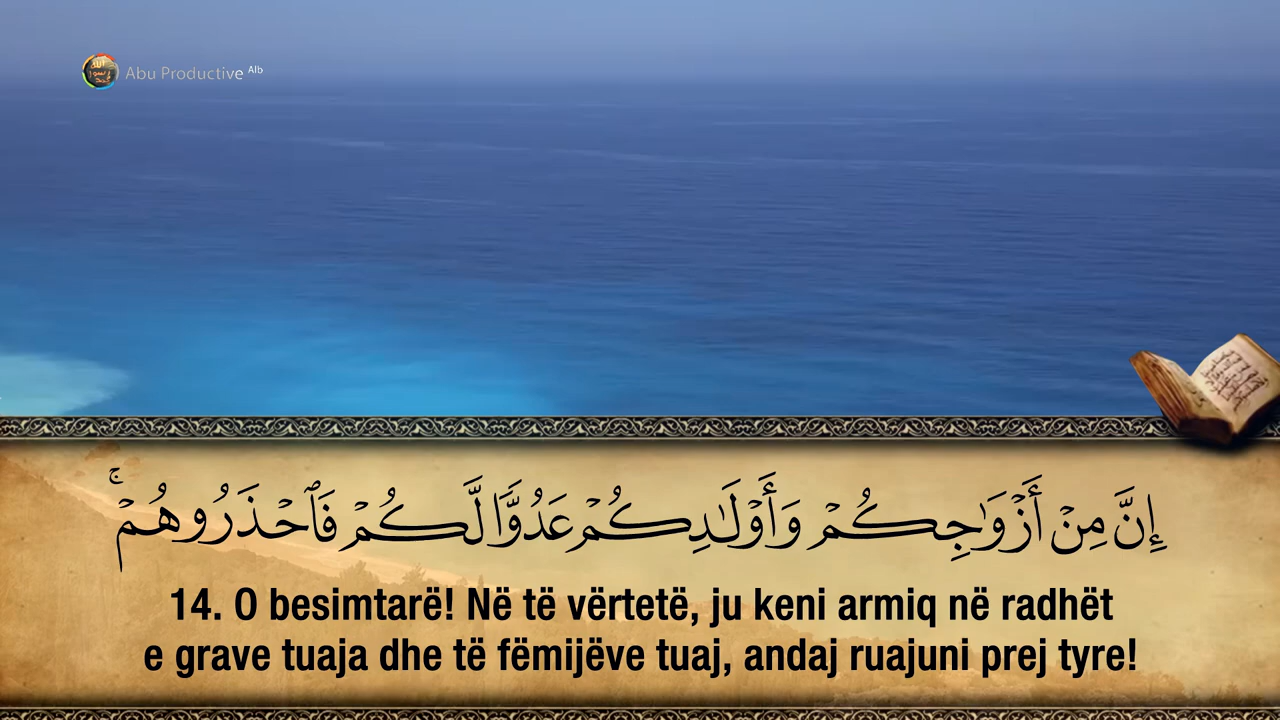 Abu Productive Alb
إِنَّ مِنۡ أَزۡوَٰجِكُمۡ وَأَوۡلَٰدِكُمۡ عَدُوّٗا لَّكُمۡ فَٱحۡذَرُوهُمۡۚ
14. O besimtarë! Në të vërtetë, ju keni armiq në radhët
e grave tuaja dhe të fëmijëve tuaj, andaj ruajuni prej tyre!